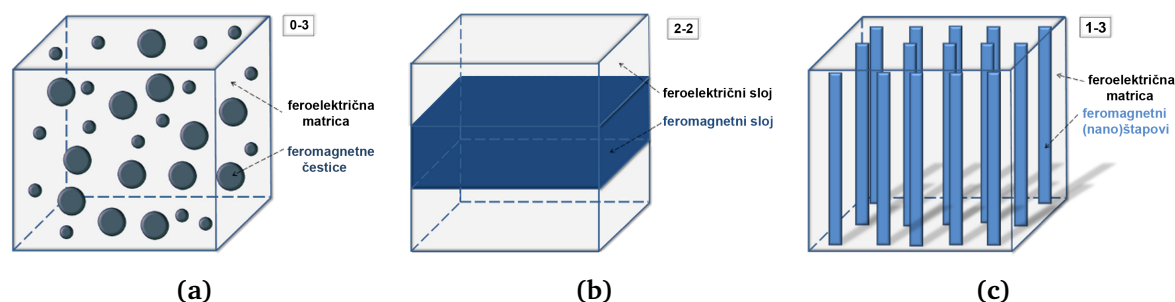 0-3
feroelektrična
matrica
feromagnetne
čestice
(a)
2-2
feroelektrični sloj
feromagnetni sloj
(b)
1-3
feroelektrična
matrica
feromagnetni
(nano)štapovi
(c)